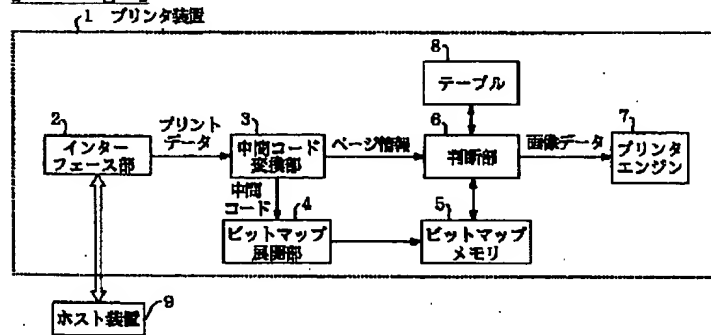 1 プリンタ装置
8
テーブル
2
インター
フェース部
プリント
データ
3
中間コード
変換部
ページ情報
6
判断部
画像データ
7
プリンタ
エンジン
中間
コード
4
ビットマップ
展開部
5
ビットマップ
メモリ
ホスト装置
9